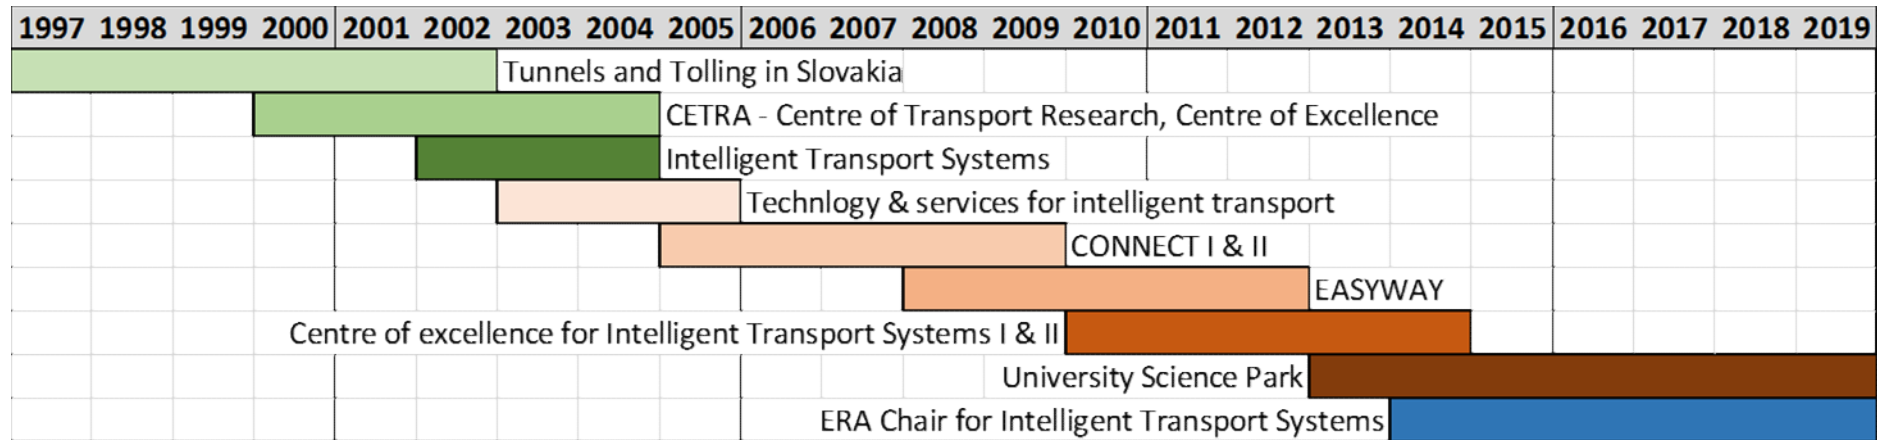 1997 1998 1999 2000 2001 2002 2003 2004 2005 2006 2007 2008 2009 2010 2011 2012 2013 2014 2015 2016 2017 2018 2019
Tunnels and Tolling in Slovakia
CETRA - Centre of Transport Research, Centre of Excellence
Intelligent Transport Systems
Technlogy & services for intelligent transport
CONNECT I & II
EASYWAY
Centre of excellence for Intelligent Transport Systems I & II
University Science Park
ERA Chair for Intelligent Transport Systems